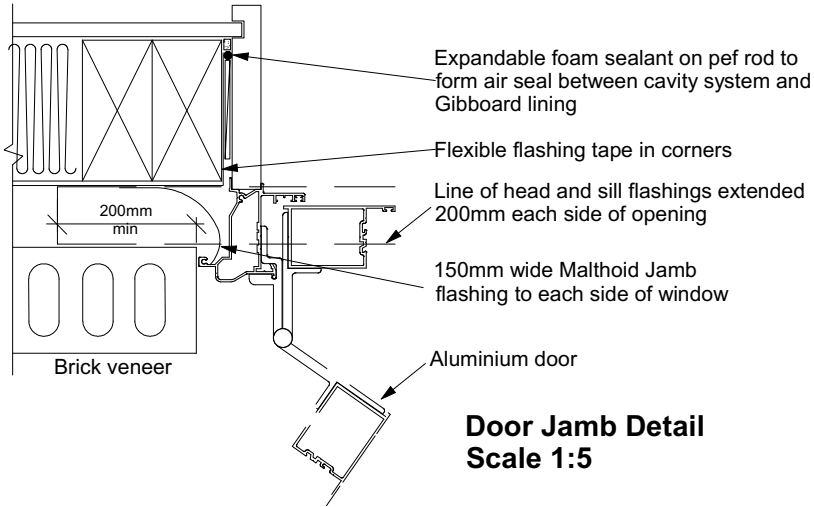 Expandable foam sealant on pef rod to
form air seal between cavity system and
Gibboard lining
Flexible flashing tape in corners
Line of head and sill flashings extended
200mm each side of opening
200mm
min
150mm wide Malthoid Jamb
flashing to each side of window
Brick veneer
Aluminium door
Door Jamb Detail
Scale 1:5